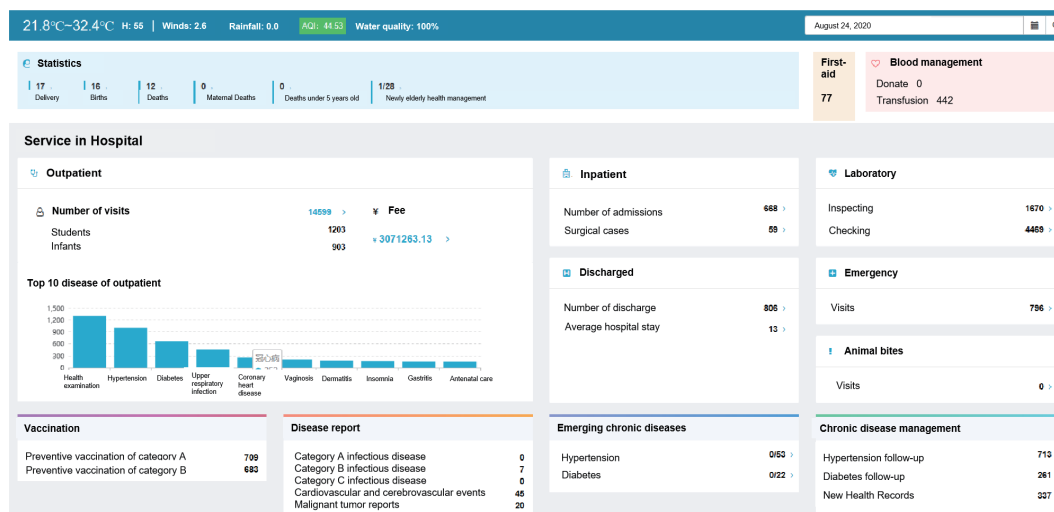 21.8°C~32.4°C H: 55 | Winds: 2.6 Rainfall: 0.0 AQI: 44.53 Water quality: 100%
August 24, 2020
Statistics
17 Delivery
16 Births
12 Deaths
0 Maternal Deaths
0 Deaths under 5 years old
1/28 Newly elderly health management
First-aid
77
Blood management
Donate 0
Transfusion 442
Service in Hospital
Outpatient
Number of visits 14599 >
Students 1203
Infants 903
¥ Fee
¥ 3071263.13 >
Top 10 disease of outpatient
1,500
1,200
900
600
300
0
冠心病
Health examination
Hypertension
Diabetes
Upper respiratory infection
Coronary heart disease
Vaginosis
Dermatitis
Insomnia
Gastritis
Antenatal care
Inpatient
Number of admissions 668 >
Surgical cases 59 >
Discharged
Number of discharge 806 >
Average hospital stay 13 >
Laboratory
Inspecting 1670 >
Checking 4469 >
Emergency
Visits 796 >
Animal bites
Visits 0 >
Vaccination
Preventive vaccination of category A 709
Preventive vaccination of category B 683
Disease report
Category A infectious disease 0
Category B infectious disease 7
Category C infectious disease 0
Cardiovascular and cerebrovascular events 45
Malignant tumor reports 20
Emerging chronic diseases
Hypertension 0/53 >
Diabetes 0/22 >
Chronic disease management
Hypertension follow-up 713
Diabetes follow-up 261
New Health Records 337